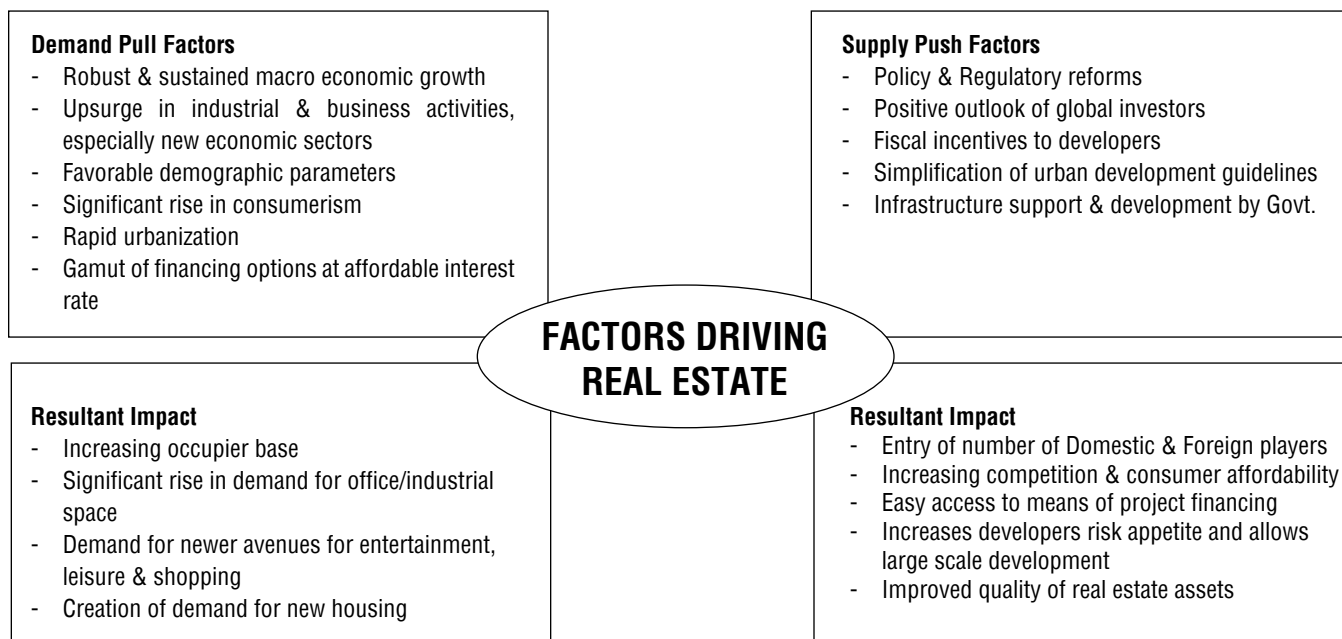 Demand Pull Factors
- Robust & sustained macro economic growth
- Upsurge in industrial & business activities,
especially new economic sectors
- Favorable demographic parameters
- Significant rise in consumerism
- Rapid urbanization
- Gamut of financing options at affordable interest
rate
Supply Push Factors
- Policy & Regulatory reforms
- Positive outlook of global investors
- Fiscal incentives to developers
- Simplification of urban development guidelines
- Infrastructure support & development by Govt.
FACTORS DRIVING
REAL ESTATE
Resultant Impact
- Increasing occupier base
- Significant rise in demand for office/industrial
space
- Demand for newer avenues for entertainment,
leisure & shopping
- Creation of demand for new housing
Resultant Impact
- Entry of number of Domestic & Foreign players
- Increasing competition & consumer affordability
- Easy access to means of project financing
- Increases developers risk appetite and allows
large scale development
- Improved quality of real estate assets